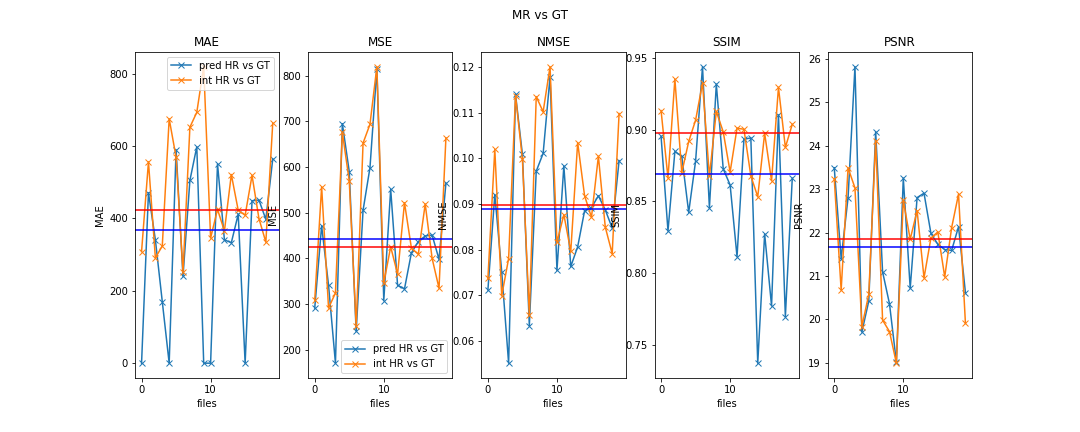 MR vs GT
MAE
MSE
NMSE
SSIM
PSNR
pred HR vs GT
int HR vs GT
pred HR vs GT
int HR vs GT
MAE
800
600
400
200
0
MSE
800
700
600
500
400
300
200
NMSE
0.12
0.11
0.10
0.09
0.08
0.07
0.06
SSIM
0.95
0.90
0.85
0.80
0.75
PSNR
26
25
24
23
22
21
20
19
0 10
0 10
0 10
0 10
0 10
files
files
files
files
files